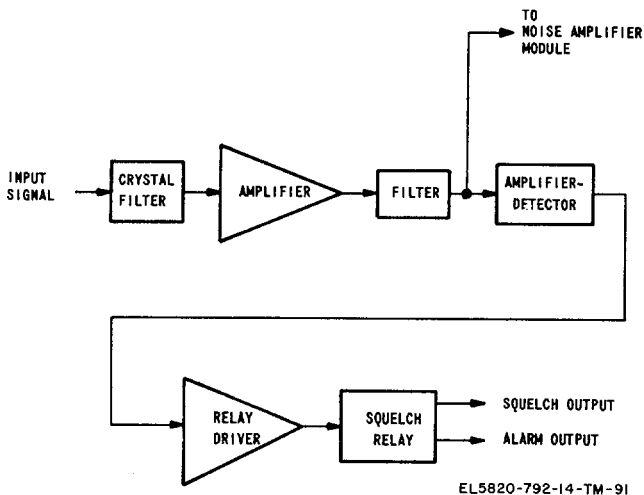 TO
NOISE AMPLIFIER
MODULE
INPUT
SIGNAL
CRYSTAL
FILTER
AMPLIFIER
FILTER
AMPLIFIER-
DETECTOR
RELAY
DRIVER
SQUELCH
RELAY
SQUELCH OUTPUT
ALARM OUTPUT
EL5820-792-14-TM-91